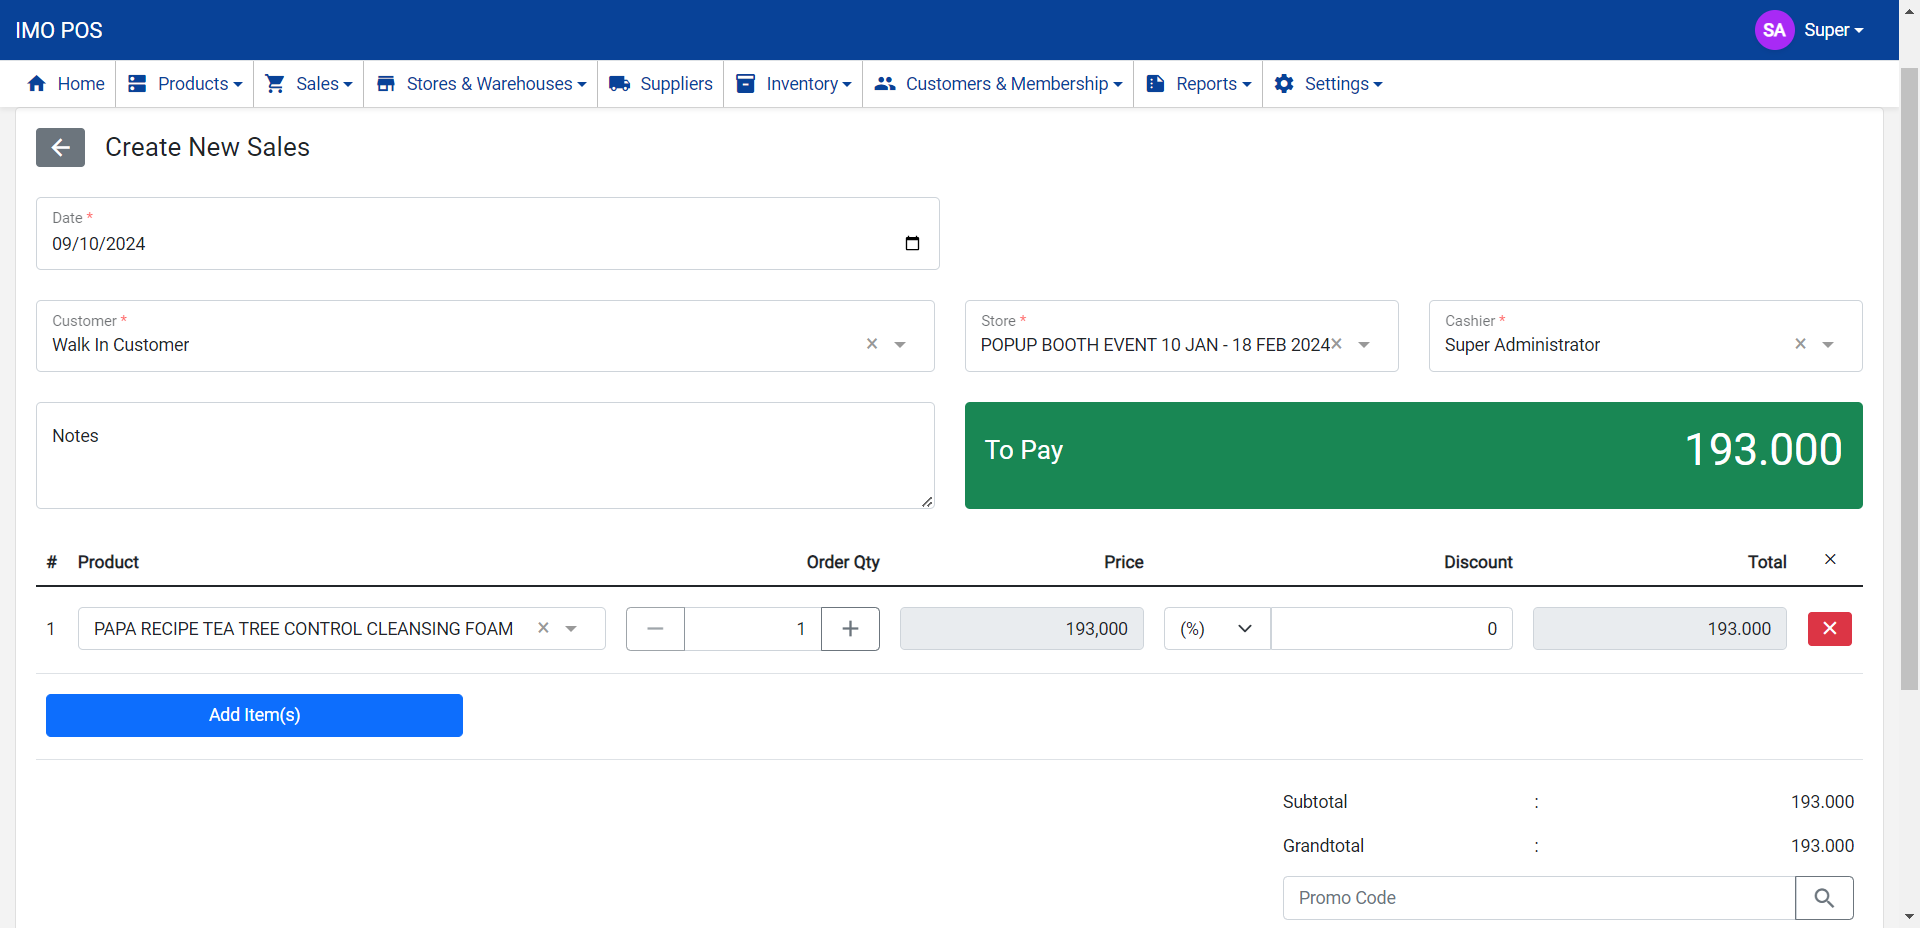 IMO POS
SA Super
Home Products Sales Stores & Warehouses Suppliers Inventory Customers & Membership Reports Settings
Create New Sales
Date *
09/10/2024
Customer *
Walk In Customer
Store *
POPUP BOOTH EVENT 10 JAN - 18 FEB 2024
Cashier *
Super Administrator
Notes
To Pay 193.000
# Product Order Qty Price Discount Total
1 PAPA RECIPE TEA TREE CONTROL CLEANSING FOAM 1 193,000 (%) 0 193.000
Add Item(s)
Subtotal : 193.000
Grandtotal : 193.000
Promo Code